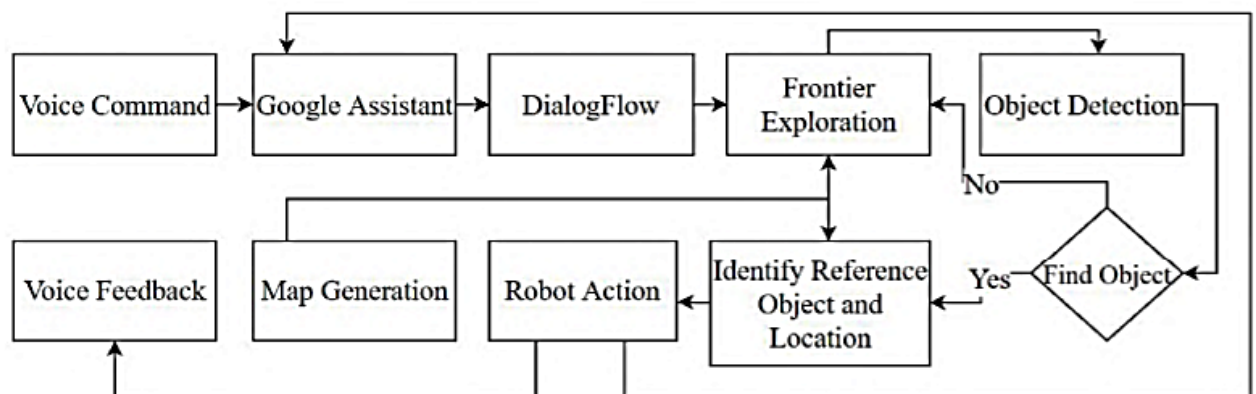 Voice Command
Google Assistant
DialogFlow
Frontier
Exploration
Object Detection
No
Voice Feedback
Map Generation
Robot Action
Identify Reference
Object and
Location
Yes
Find Object